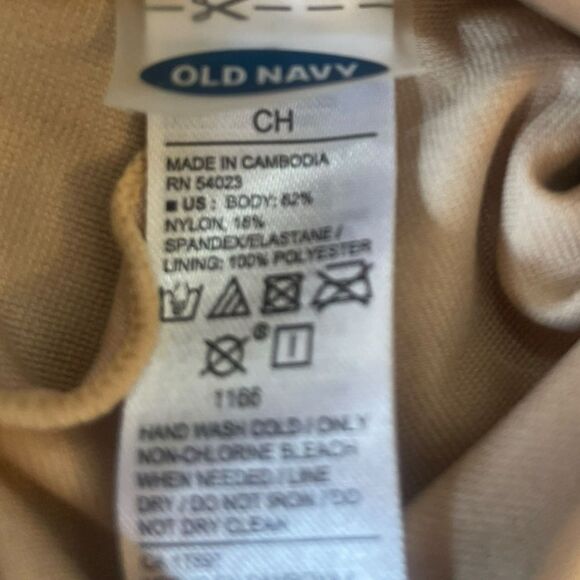 OLD NAVY
CH
MADE IN CAMBODIA
RN 54023
■ US : BODY: 82%
NYLON, 18%
SPANDEX/ELASTANE /
LINING: 100% POLYESTER
1166
HAND WASH COLD / ONLY
NON-CHLORINE BLEACH
WHEN NEEDED / LINE
DRY / DO NOT IRON / DO
NOT DRY CLEAN